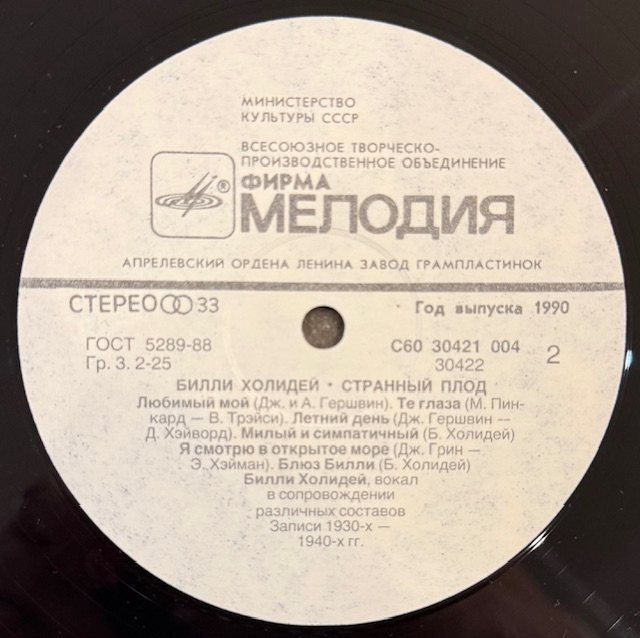 МИНИСТЕРСТВО
КУЛЬТУРЫ СССР
ВСЕСОЮЗНОЕ ТВОРЧЕСКО-
ПРОИЗВОДСТВЕННОЕ ОБЪЕДИНЕНИЕ
®
ФИРМА
МЕЛОДИЯ
АПРЕЛЕВСКИЙ ОРДЕНА ЛЕНИНА ЗАВОД ГРАМПЛАСТИНОК
СТЕРЕО 33
Год выпуска 1990
ГОСТ 5289-88
С60 30421 004
Гр. 3. 2-25
30422
2
БИЛЛИ ХОЛИДЕЙ · СТРАННЫЙ ПЛОД
Любимый мой (Дж. и А. Гершвин). Те глаза (М. Пин-
кард — В. Трэйси). Летний день (Дж. Гершвин —
Д. Хэйворд). Милый и симпатичный (Б. Холидей)
Я смотрю в открытое море (Дж. Грин —
Э. Хэйман). Блюз Билли (Б. Холидей)
Билли Холидей, вокал
в сопровождении
различных составов
Записи 1930-х —
1940-х гг.